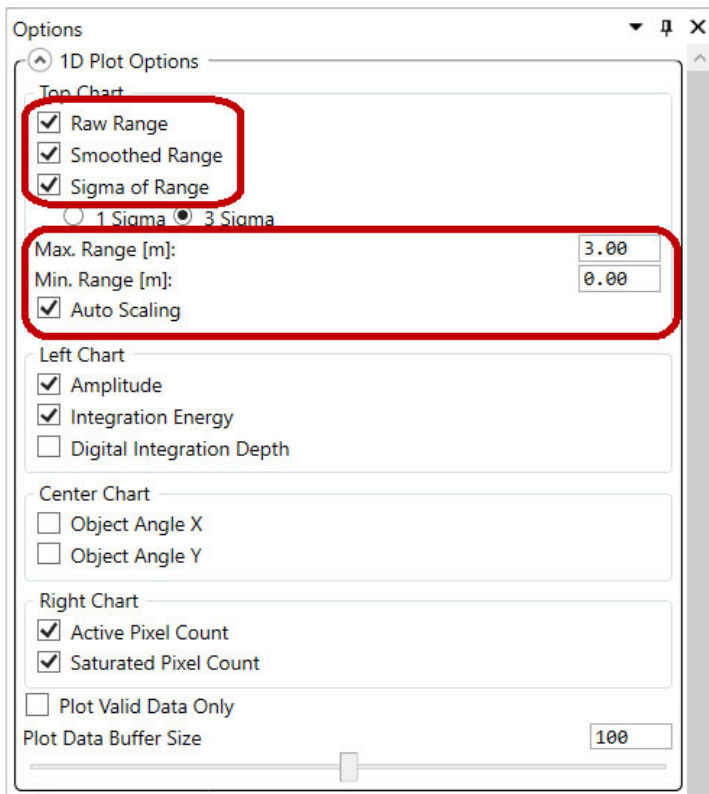 Options
1D Plot Options
Top Chart
Raw Range
Smoothed Range
Sigma of Range
1 Sigma 3 Sigma
Max. Range [m]: 3.00
Min. Range [m]: 0.00
Auto Scaling
Left Chart
Amplitude
Integration Energy
Digital Integration Depth
Center Chart
Object Angle X
Object Angle Y
Right Chart
Active Pixel Count
Saturated Pixel Count
Plot Valid Data Only
Plot Data Buffer Size 100